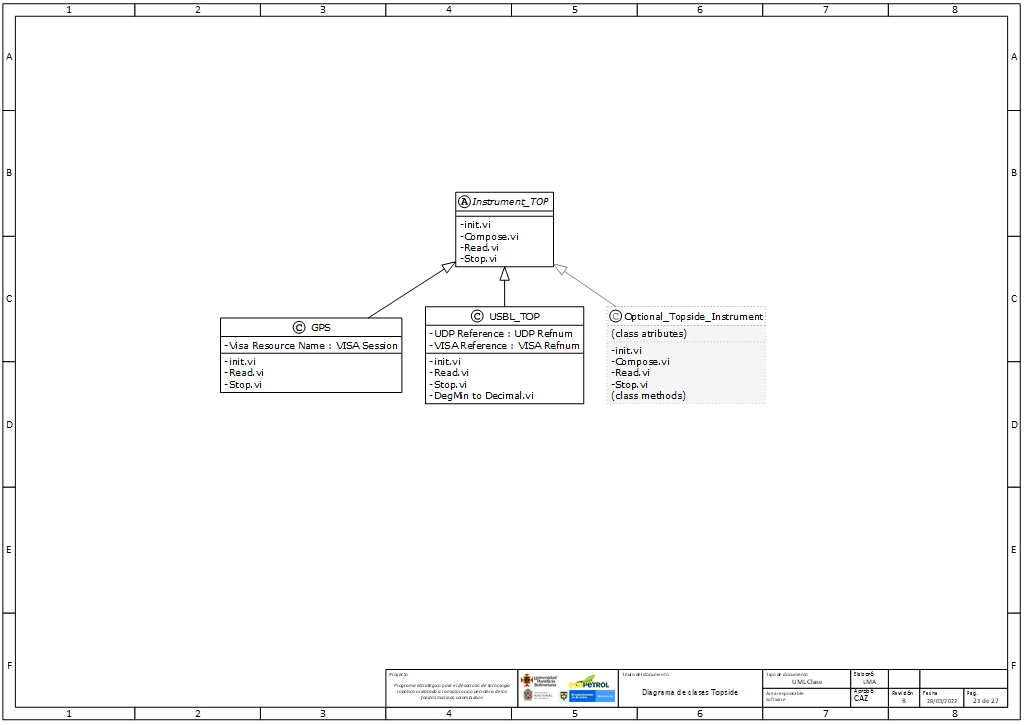 1 2 3 4 5 6 7 8
A A
B B
C C
D D
E E
F F
A Instrument_TOP
-init.vi
-Compose.vi
-Read.vi
-Stop.vi
C GPS
-Visa Resource Name : VISA Session
-init.vi
-Read.vi
-Stop.vi
C USBL_TOP
-UDP Reference : UDP Refnum
-VISA Reference : VISA Refnum
-init.vi
-Read.vi
-Stop.vi
-DegMin to Decimal.vi
C Optional_Topside_Instrument
(class atributes)
-init.vi
-Compose.vi
-Read.vi
-Stop.vi
(class methods)
Proyecto
Programa estratégico para el desarrollo de tecnología
robótica orientada a la exploración petrolera de los
fondos marinos colombianos
Universidad
Pontificia
Bolivariana
PETROL
NACIONAL
Título del documento
Diagrama de clases Topside
Tipo de documento
UML Clase
Área responsable
Software
Elaboró
LMA
Aprobó
CAZ
Revisión
B
Fecha
28/03/2022
Pág.
23 de 27
1 2 3 4 5 6 7 8